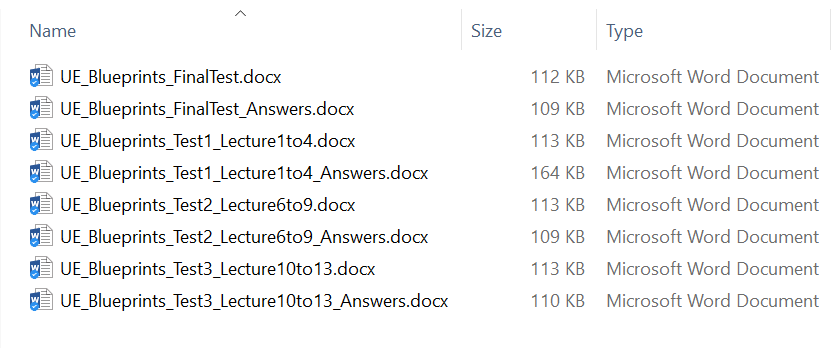 Name Size Type
UE_Blueprints_FinalTest.docx 112 KB Microsoft Word Document
UE_Blueprints_FinalTest_Answers.docx 109 KB Microsoft Word Document
UE_Blueprints_Test1_Lecture1to4.docx 113 KB Microsoft Word Document
UE_Blueprints_Test1_Lecture1to4_Answers.docx 164 KB Microsoft Word Document
UE_Blueprints_Test2_Lecture6to9.docx 113 KB Microsoft Word Document
UE_Blueprints_Test2_Lecture6to9_Answers.docx 109 KB Microsoft Word Document
UE_Blueprints_Test3_Lecture10to13.docx 113 KB Microsoft Word Document
UE_Blueprints_Test3_Lecture10to13_Answers.docx 110 KB Microsoft Word Document